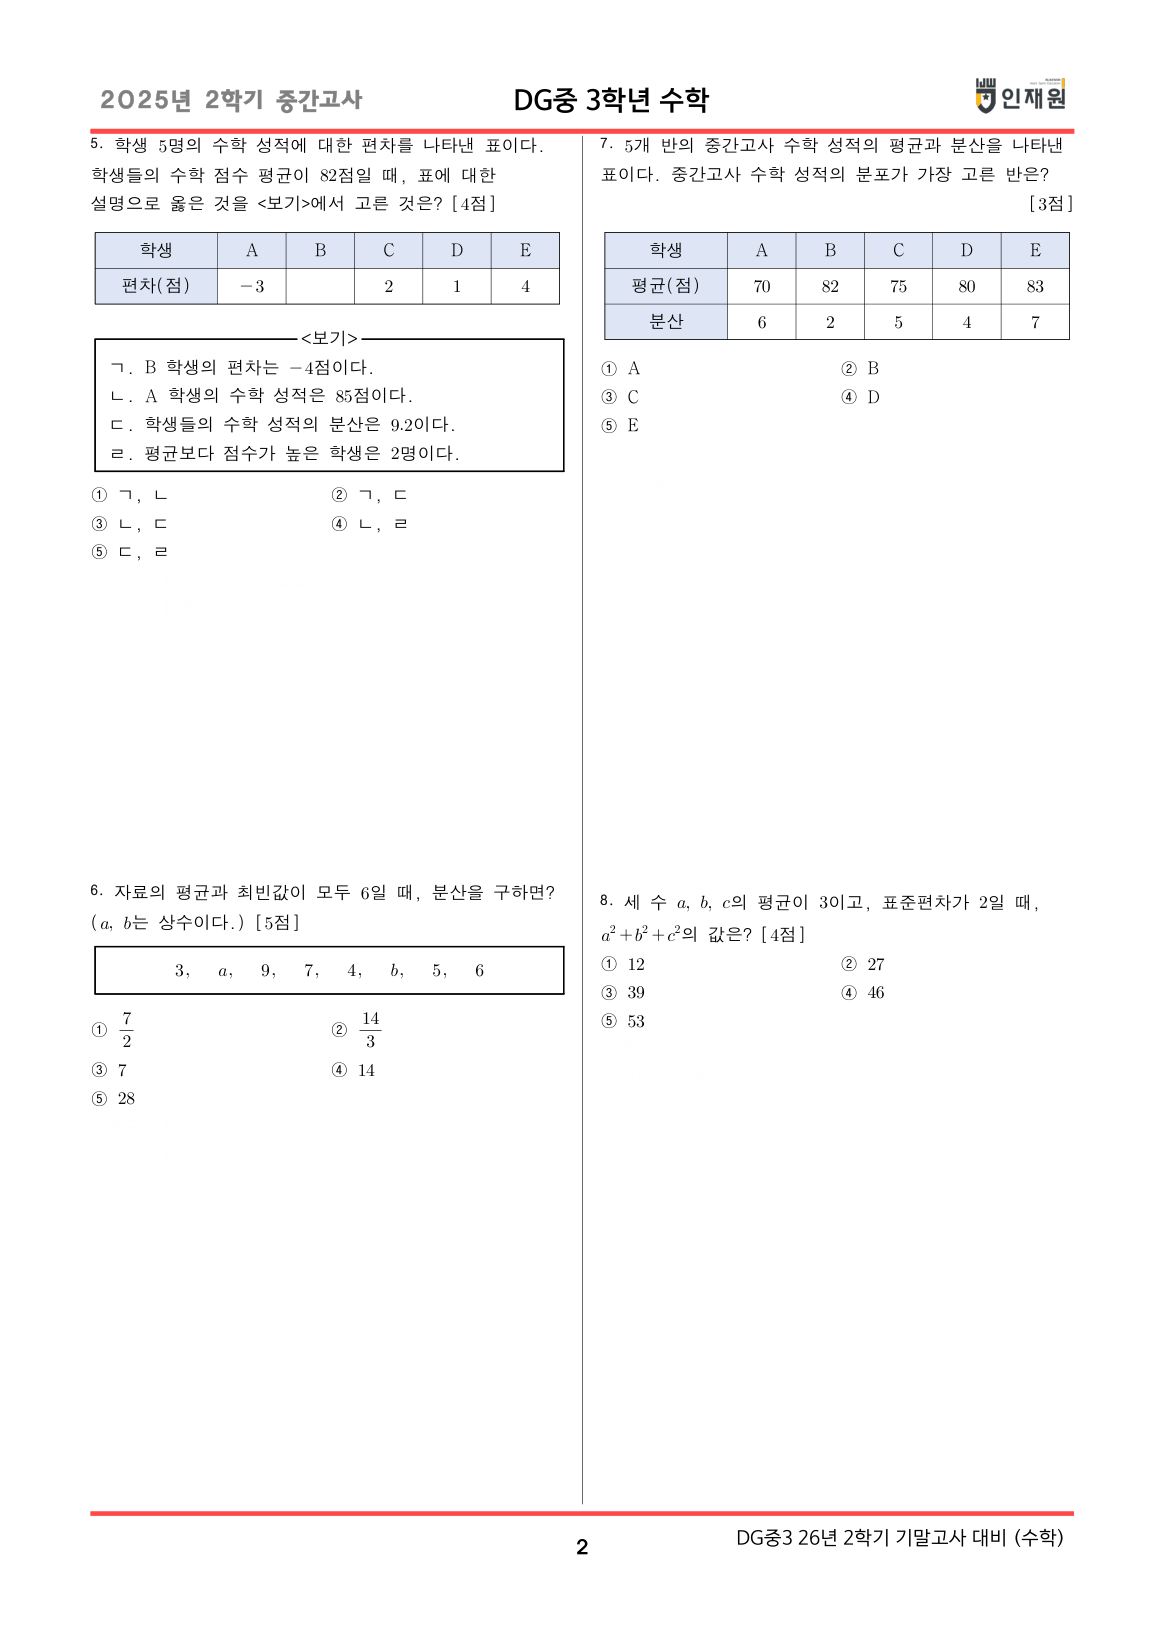 2025년 2학기 중간고사
DG중 3학년 수학
인재원
5. 학생 5명의 수학 성적에 대한 편차를 나타낸 표이다.
학생들의 수학 점수 평균이 82점일 때, 표에 대한
설명으로 옳은 것을 <보기>에서 고른 것은? [4점]
학생 A B C D E
편차(점) −3 2 1 4
<보기>
ㄱ. B 학생의 편차는 −4점이다.
ㄴ. A 학생의 수학 성적은 85점이다.
ㄷ. 학생들의 수학 성적의 분산은 9.2이다.
ㄹ. 평균보다 점수가 높은 학생은 2명이다.
① ㄱ, ㄴ ② ㄱ, ㄷ
③ ㄴ, ㄷ ④ ㄴ, ㄹ
⑤ ㄷ, ㄹ
6. 자료의 평균과 최빈값이 모두 6일 때, 분산을 구하면?
(a, b는 상수이다.) [5점]
3, a, 9, 7, 4, b, 5, 6
① 7/2 ② 14/3
③ 7 ④ 14
⑤ 28
7. 5개 반의 중간고사 수학 성적의 평균과 분산을 나타낸
표이다. 중간고사 수학 성적의 분포가 가장 고른 반은?
[3점]
학생 A B C D E
평균(점) 70 82 75 80 83
분산 6 2 5 4 7
① A ② B
③ C ④ D
⑤ E
8. 세 수 a, b, c의 평균이 3이고, 표준편차가 2일 때,
a²+b²+c²의 값은? [4점]
① 12 ② 27
③ 39 ④ 46
⑤ 53
2
DG중3 26년 2학기 기말고사 대비 (수학)